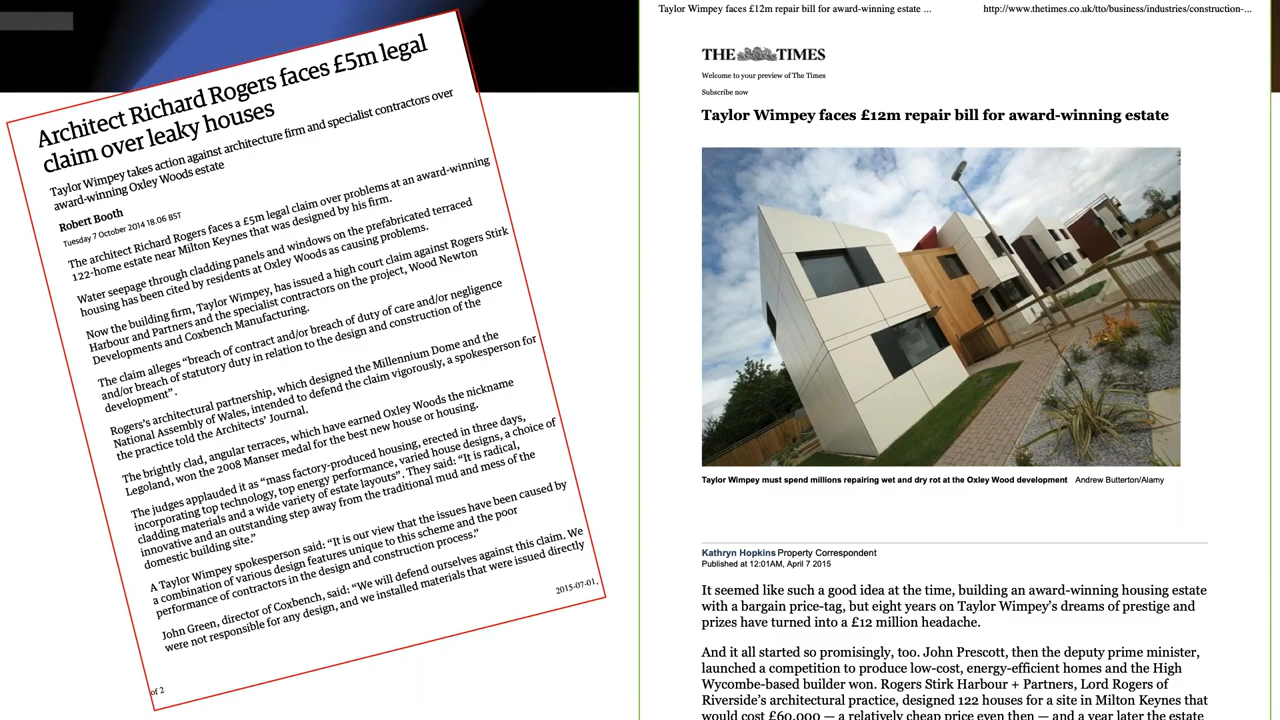 Architect Richard Rogers faces £5m legal
claim over leaky houses
Taylor Wimpey takes action against architecture firm and specialist contractors over
award-winning Oxley Woods estate
Robert Booth
Tuesday 7 October 2014 18.06 BST
The architect Richard Rogers faces a £5m legal claim over problems at an award-winning
122-home estate near Milton Keynes that was designed by his firm.
Water seepage through cladding panels and windows on the prefabricated terraced
housing has been cited by residents at Oxley Woods as causing problems.
Now the building firm, Taylor Wimpey, has issued a high court claim against Rogers Stirk
Harbour and Partners and the specialist contractors on the project, Wood Newton
Developments and Coxbench Manufacturing.
The claim alleges “breach of contract and/or breach of duty of care and/or negligence
and/or breach of statutory duty in relation to the design and construction of the
development”.
Rogers's architectural partnership, which designed the Millennium Dome and the
National Assembly of Wales, intended to defend the claim vigorously, a spokesperson for
the practice told the Architects' Journal.
The brightly clad, angular terraces, which have earned Oxley Woods the nickname
Legoland, won the 2008 Manser medal for the best new house or housing.
The judges applauded it as “mass factory-produced housing, erected in three days,
incorporating top technology, top energy performance, varied house designs, a choice of
cladding materials and a wide variety of estate layouts”. They said: “It is radical,
innovative and an outstanding step away from the traditional mud and mess of the
domestic building site.”
A Taylor Wimpey spokesperson said: “It is our view that the issues have been caused by
a combination of various design features unique to this scheme and the poor
performance of contractors in the design and construction process.”
John Green, director of Coxbench, said: “We will defend ourselves against this claim. We
were not responsible for any design, and we installed materials that were issued directly
2015-07-01,
of 2
Taylor Wimpey faces £12m repair bill for award-winning estate ...
http://www.thetimes.co.uk/tto/business/industries/construction-...
THE TIMES
Welcome to your preview of The Times
Subscribe now
Taylor Wimpey faces £12m repair bill for award-winning estate
Taylor Wimpey must spend millions repairing wet and dry rot at the Oxley Wood development Andrew Butterton/Alamy
Kathryn Hopkins Property Correspondent
Published at 12:01AM, April 7 2015
It seemed like such a good idea at the time, building an award-winning housing estate
with a bargain price-tag, but eight years on Taylor Wimpey's dreams of prestige and
prizes have turned into a £12 million headache.
And it all started so promisingly, too. John Prescott, then the deputy prime minister,
launched a competition to produce low-cost, energy-efficient homes and the High
Wycombe-based builder won. Rogers Stirk Harbour + Partners, Lord Rogers of
Riverside's architectural practice, designed 122 houses for a site in Milton Keynes that
would cost £60,000 — a relatively cheap price even then — and a year later the estate